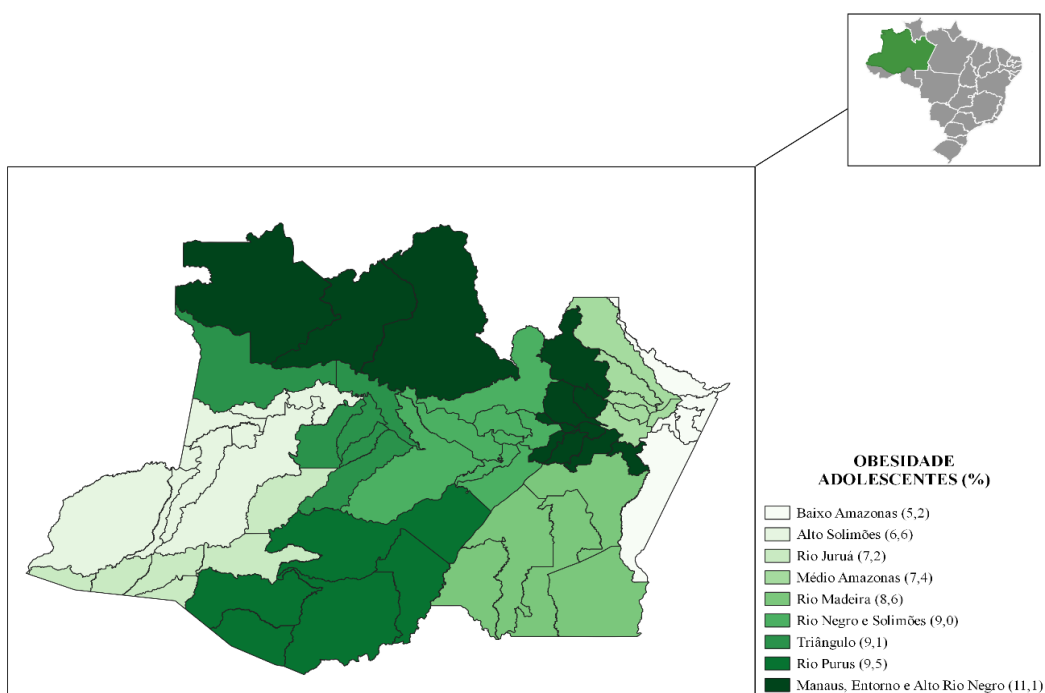 OBESIDADE
ADOLESCENTES (%)
Baixo Amazonas (5,2)
Alto Solimões (6,6)
Rio Juruá (7,2)
Médio Amazonas (7,4)
Rio Madeira (8,6)
Rio Negro e Solimões (9,0)
Triângulo (9,1)
Rio Purus (9,5)
Manaus, Entorno e Alto Rio Negro (11,1)